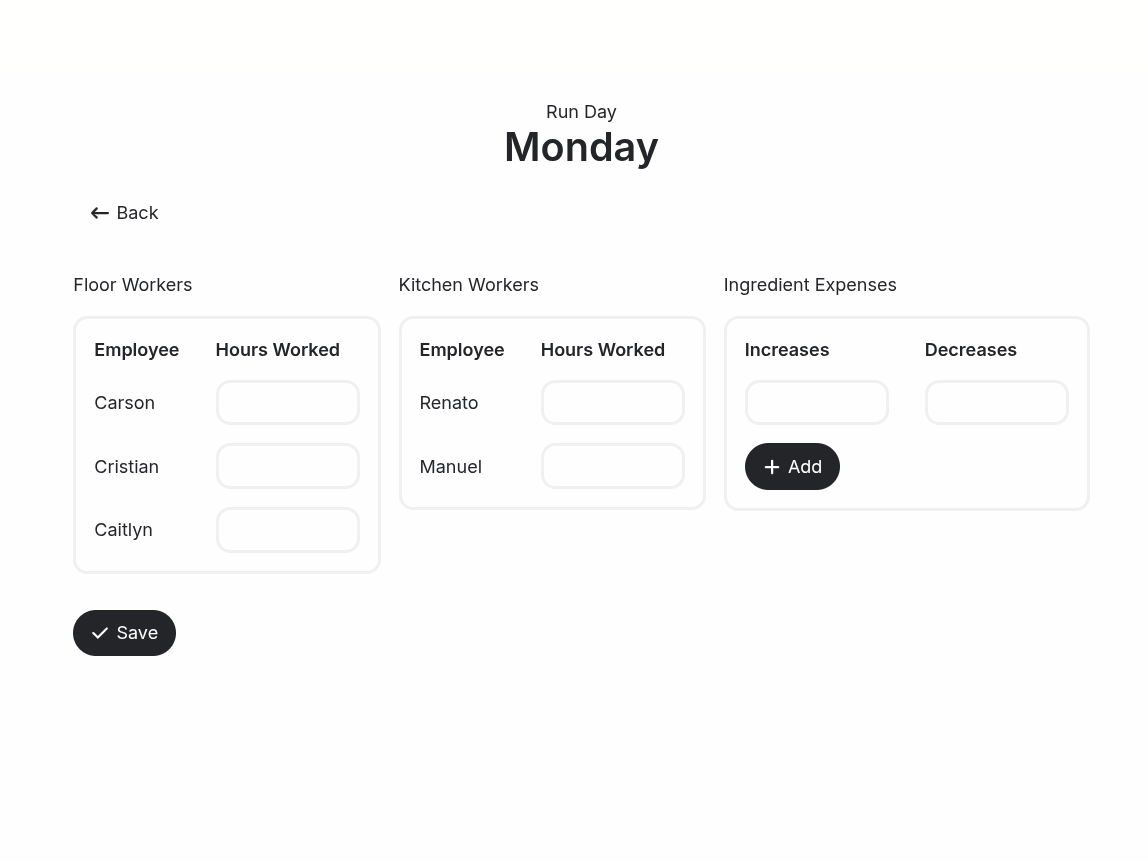 Run Day
Monday
Back
Floor Workers
Employee Hours Worked
Carson
Cristian
Caitlyn
Kitchen Workers
Employee Hours Worked
Renato
Manuel
Ingredient Expenses
Increases Decreases
Add
Save